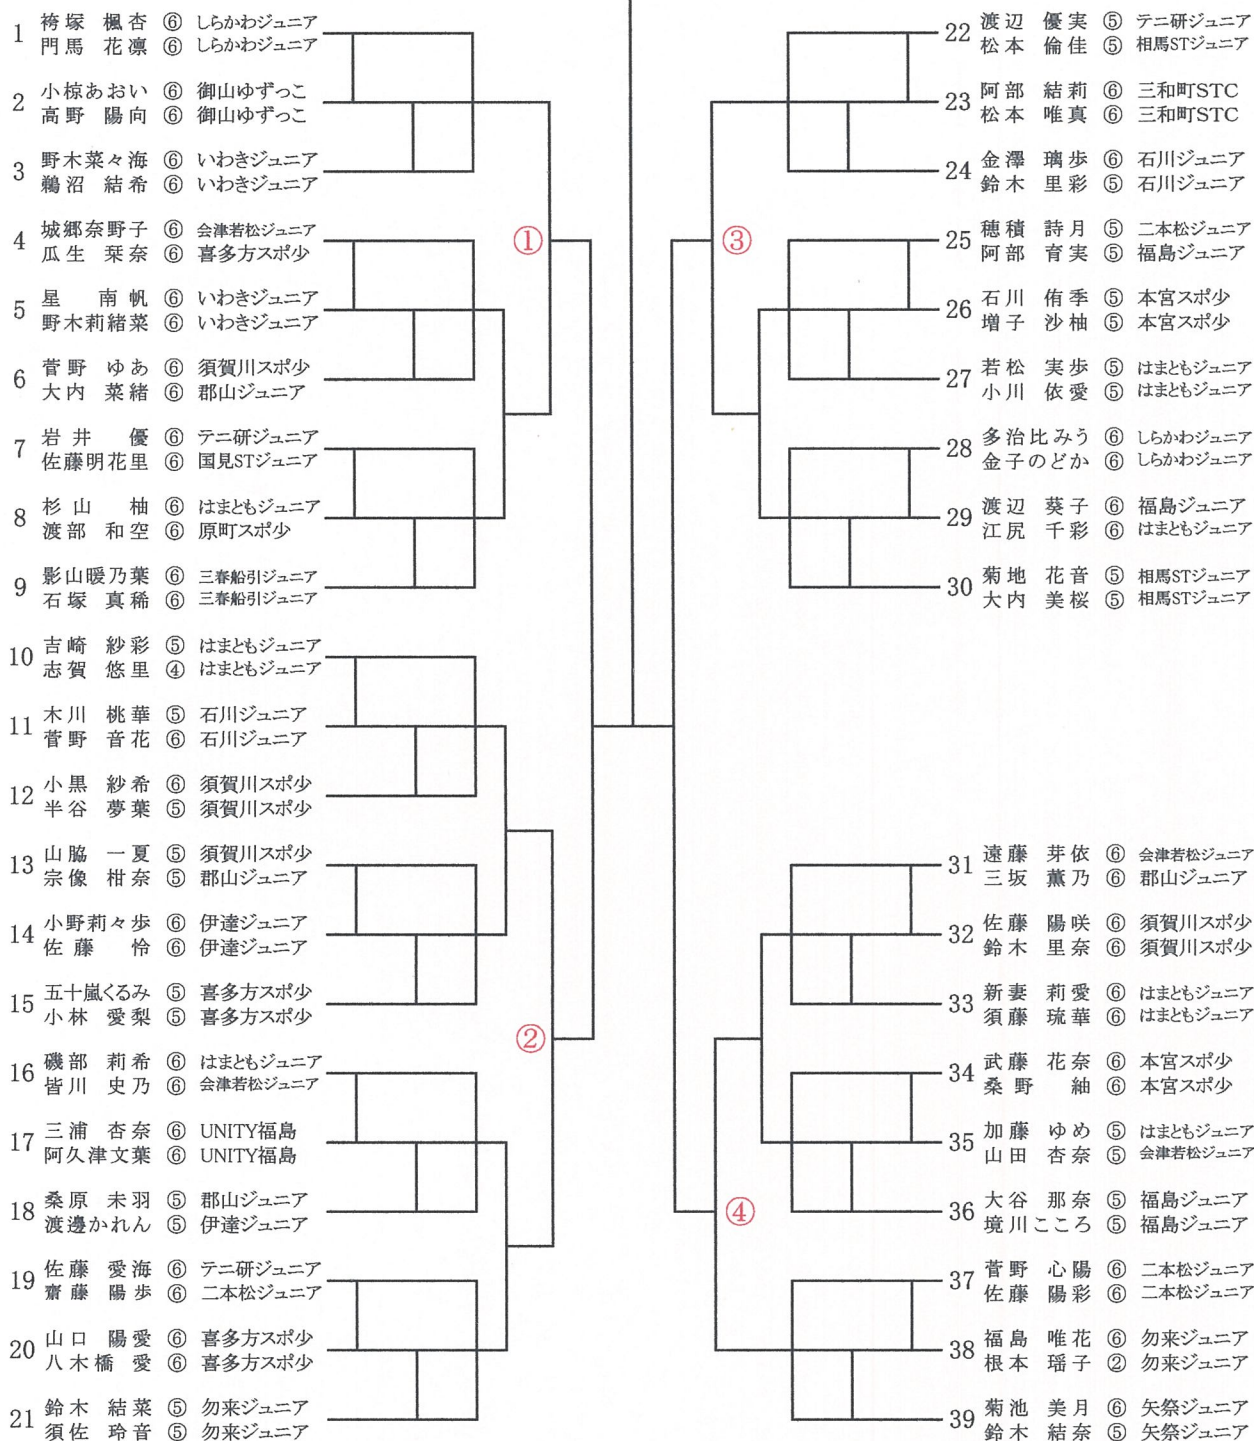 1 袴塚 楓杏 ⑥ しらかわジュニア
門馬 花凛 ⑥ しらかわジュニア
2 小椋あおい ⑥ 御山ゆずっこ
高野 陽向 ⑥ 御山ゆずっこ
3 野木菜々海 ⑥ いわきジュニア
鵜沼 結希 ⑥ いわきジュニア
4 城郷奈野子 ⑥ 会津若松ジュニア
瓜生 栞奈 ⑥ 喜多方スポ少
5 星 南帆 ⑥ いわきジュニア
野木莉緒菜 ⑥ いわきジュニア
6 菅野 ゆあ ⑥ 須賀川スポ少
大内 菜緒 ⑥ 郡山ジュニア
7 岩井 優 ⑥ テニ研ジュニア
佐藤明花里 ⑥ 国見STジュニア
8 杉山 柚 ⑥ はまともジュニア
渡部 和空 ⑥ 原町スポ少
9 影山暖乃葉 ⑥ 三春船引ジュニア
石塚 真稀 ⑥ 三春船引ジュニア
10 吉崎 紗彩 ⑤ はまともジュニア
志賀 悠里 ④ はまともジュニア
11 木川 桃華 ⑤ 石川ジュニア
菅野 音花 ⑥ 石川ジュニア
12 小黒 紗希 ⑥ 須賀川スポ少
半谷 夢葉 ⑤ 須賀川スポ少
13 山脇 一夏 ⑤ 須賀川スポ少
宗像 柑奈 ⑤ 郡山ジュニア
14 小野莉々歩 ⑥ 伊達ジュニア
佐藤 怜 ⑥ 伊達ジュニア
15 五十嵐くるみ ⑤ 喜多方スポ少
小林 愛梨 ⑤ 喜多方スポ少
16 磯部 莉希 ⑥ はまともジュニア
皆川 史乃 ⑥ 会津若松ジュニア
17 三浦 杏奈 ⑥ UNITY福島
阿久津文葉 ⑥ UNITY福島
18 桑原 未羽 ⑤ 郡山ジュニア
渡邊かれん ⑤ 伊達ジュニア
19 佐藤 愛海 ⑥ テニ研ジュニア
齋藤 陽歩 ⑥ 二本松ジュニア
20 山口 陽愛 ⑥ 喜多方スポ少
八木橋 愛 ⑥ 喜多方スポ少
21 鈴木 結菜 ⑤ 勿来ジュニア
須佐 玲音 ⑤ 勿来ジュニア
①
②
③
④
22 渡辺 優実 ⑤ テニ研ジュニア
松本 倫佳 ⑤ 相馬STジュニア
23 阿部 結莉 ⑥ 三和町STC
松本 唯真 ⑥ 三和町STC
24 金澤 璃歩 ⑥ 石川ジュニア
鈴木 里彩 ⑤ 石川ジュニア
25 穂積 詩月 ⑤ 二本松ジュニア
阿部 育実 ⑤ 福島ジュニア
26 石川 侑季 ⑤ 本宮スポ少
増子 沙柚 ⑤ 本宮スポ少
27 若松 実歩 ⑤ はまともジュニア
小川 依愛 ⑤ はまともジュニア
28 多治比みう ⑥ しらかわジュニア
金子のどか ⑥ しらかわジュニア
29 渡辺 葵子 ⑥ 福島ジュニア
江尻 千彩 ⑥ はまともジュニア
30 菊地 花音 ⑤ 相馬STジュニア
大内 美桜 ⑤ 相馬STジュニア
31 遠藤 芽依 ⑥ 会津若松ジュニア
三坂 薫乃 ⑥ 郡山ジュニア
32 佐藤 陽咲 ⑥ 須賀川スポ少
鈴木 里奈 ⑥ 須賀川スポ少
33 新妻 莉愛 ⑥ はまともジュニア
須藤 琉華 ⑥ はまともジュニア
34 武藤 花奈 ⑥ 本宮スポ少
桑野 紬 ⑥ 本宮スポ少
35 加藤 ゆめ ⑤ はまともジュニア
山田 杏奈 ⑤ 会津若松ジュニア
36 大谷 那奈 ⑤ 福島ジュニア
境川こころ ⑤ 福島ジュニア
37 菅野 心陽 ⑥ 二本松ジュニア
佐藤 陽彩 ⑥ 二本松ジュニア
38 福島 唯花 ⑥ 勿来ジュニア
根本 瑶子 ② 勿来ジュニア
39 菊池 美月 ⑥ 矢祭ジュニア
鈴木 結奈 ⑤ 矢祭ジュニア